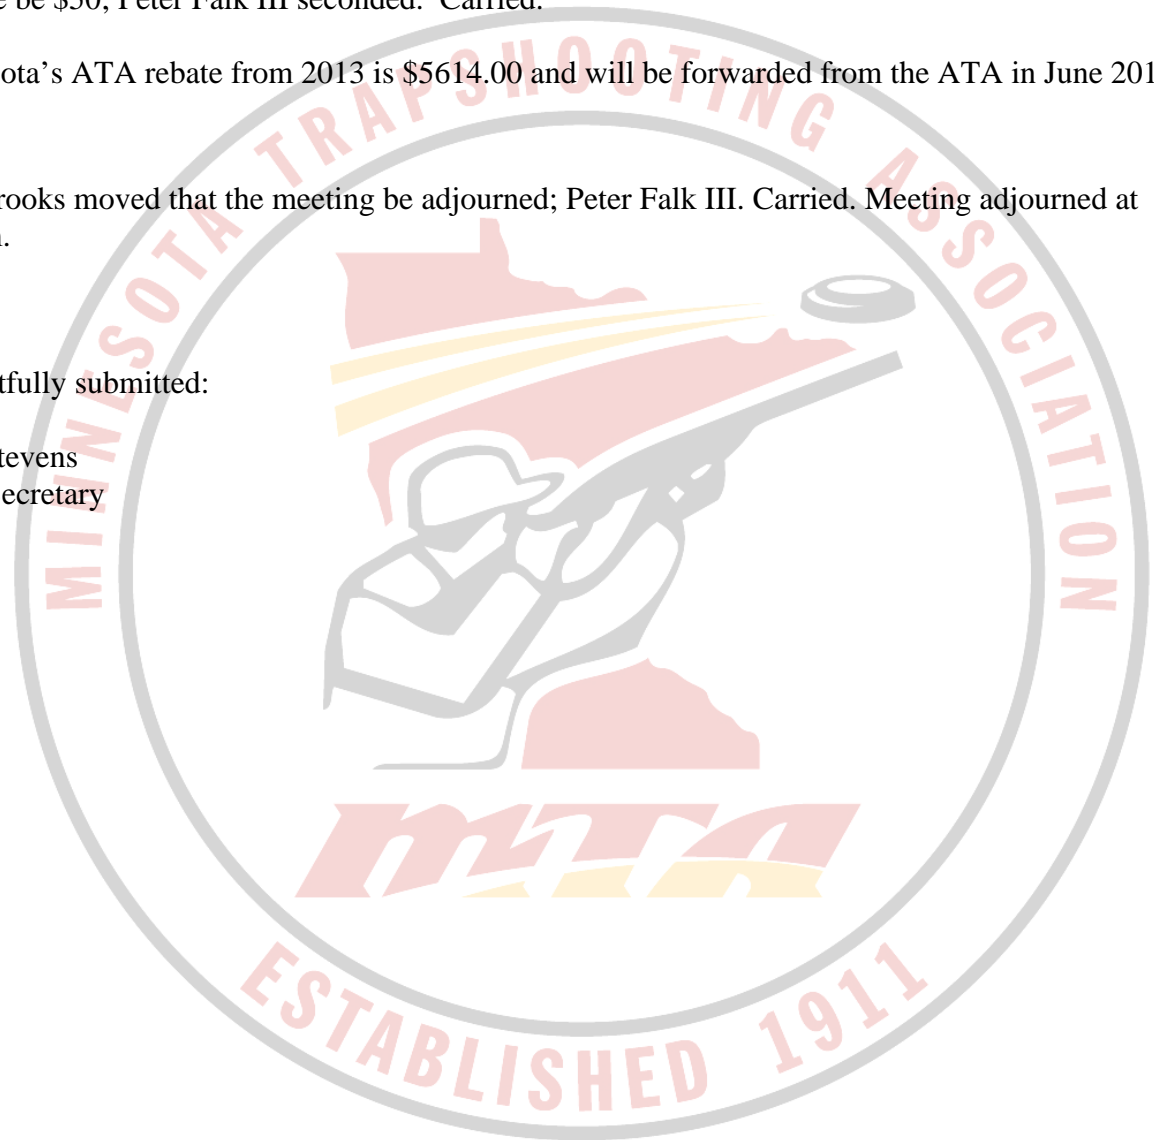 e be $50; Peter Falk III seconded.  Carried.
ota’s ATA rebate from 2013 is $5614.00 and will be forwarded from the ATA in June 201
rooks moved that the meeting be adjourned; Peter Falk III. Carried. Meeting adjourned at
.
tfully submitted:
tevens
ecretary
MINNESOTA TRAPSHOOTING ASSOCIATION
MTA
ESTABLISHED 1911